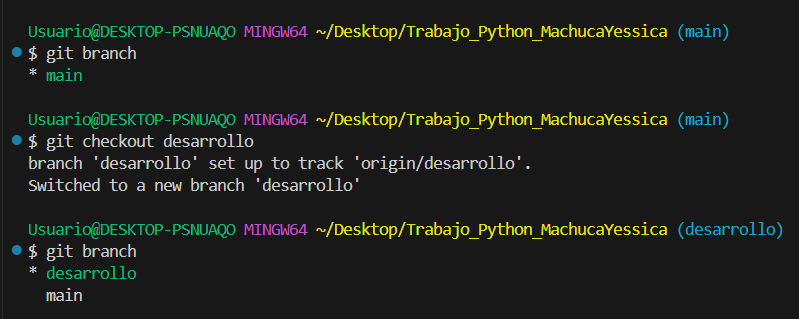 Usuario@DESKTOP-PSNUAQO MINGW64 ~/Desktop/Trabajo_Python_MachucaYessica (main)
$ git branch
* main
Usuario@DESKTOP-PSNUAQO MINGW64 ~/Desktop/Trabajo_Python_MachucaYessica (main)
$ git checkout desarrollo
branch 'desarrollo' set up to track 'origin/desarrollo'.
Switched to a new branch 'desarrollo'
Usuario@DESKTOP-PSNUAQO MINGW64 ~/Desktop/Trabajo_Python_MachucaYessica (desarrollo)
$ git branch
* desarrollo
main